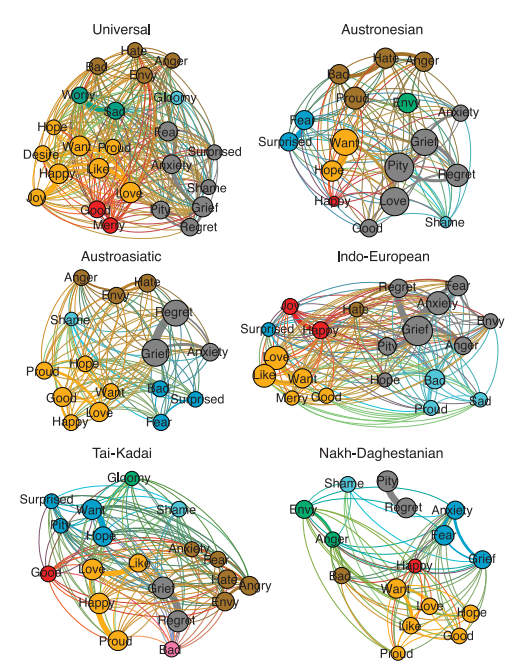 Universal
Hate
Anger
Bad
Envy
Worry
Gloomy
Sad
Hope
Fear
Want
Proud
Surprised
Desire
Anxiety
Happy
Like
Shame
Joy
Love
Good
Pity
Grief
Merry
Regret
Austronesian
Hate
Anger
Bad
Proud
Envy
Anxiety
Fear
Surprised
Want
Grief
Pity
Hope
Regret
Happy
Love
Good
Shame
Austroasiatic
Anger
Hate
Envy
Regret
Shame
Grief
Anxiety
Hope
Proud
Bad
Good
Want
Surprised
Love
Happy
Fear
Indo-European
Regret
Fear
Joy
Hate
Anxiety
Surprised
Happy
Grief
Envy
Love
Pity
Anger
Like
Want
Hope
Bad
Merry
Good
Proud
Sad
Tai-Kadai
Gloomy
Surprised
Want
Shame
Pity
Hope
Anxiety
Fear
Love
Like
Good
Grief
Hate
Angry
Happy
Envy
Regret
Proud
Bad
Nakh-Daghestanian
Shame
Pity
Envy
Regret
Anxiety
Anger
Fear
Grief
Happy
Bad
Want
Love
Hope
Like
Good
Proud